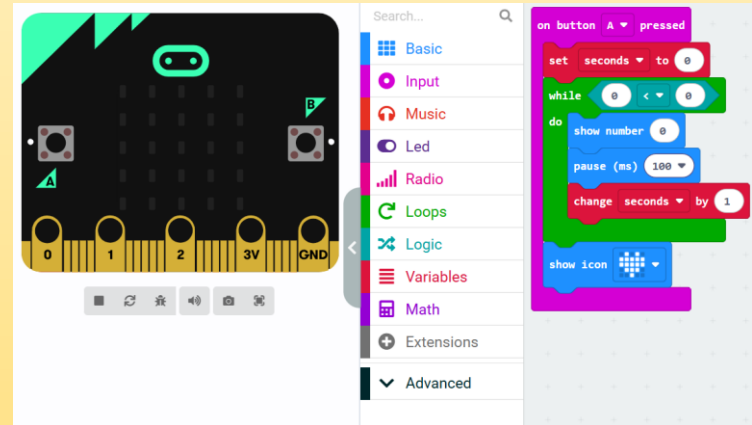 B
A
0 1 2 3V GND
Search...
Basic
Input
Music
Led
Radio
Loops
Logic
Variables
Math
Extensions
Advanced
on button A pressed
set seconds to 0
while 0 < 0
do
show number 0
pause (ms) 100
change seconds by 1
show icon